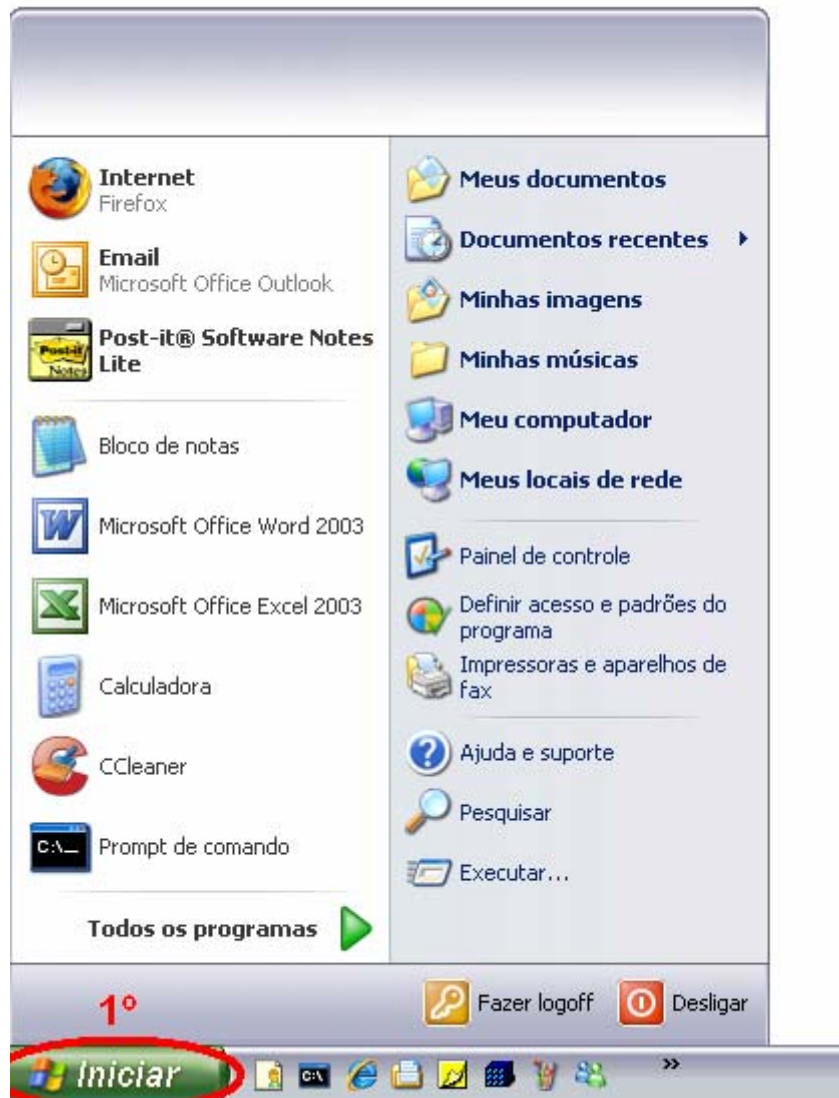 Internet
Firefox
Email
Microsoft Office Outlook
Post-it® Software Notes
Lite
Bloco de notas
Microsoft Office Word 2003
Microsoft Office Excel 2003
Calculadora
CCleaner
Prompt de comando
Todos os programas
Meus documentos
Documentos recentes
Minhas imagens
Minhas músicas
Meu computador
Meus locais de rede
Painel de controle
Definir acesso e padrões do
programa
Impressoras e aparelhos de
fax
Ajuda e suporte
Pesquisar
Executar...
Fazer logoff
Desligar
1º
Iniciar